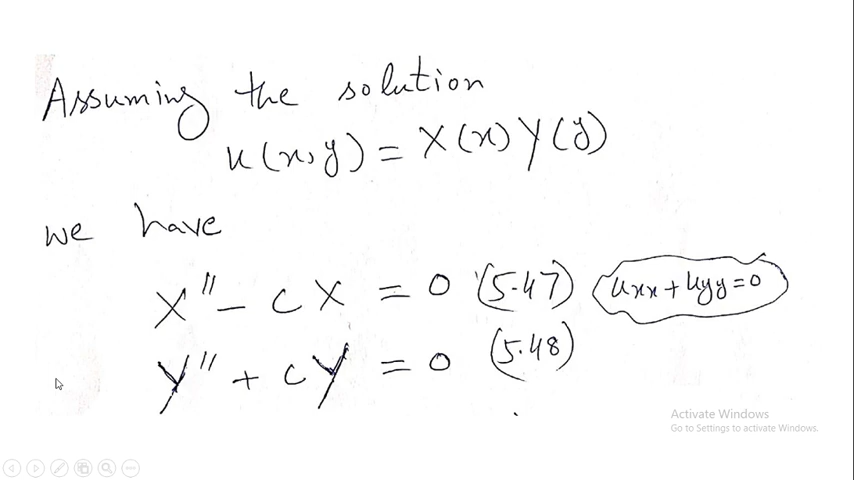 Assuming the solution
u(x,y) = X(x) Y(y)
we have
X'' - cX = 0 (5.47) uxx + uyy = 0
Y'' + cY = 0 (5.48)
Activate Windows
Go to Settings to activate Windows.